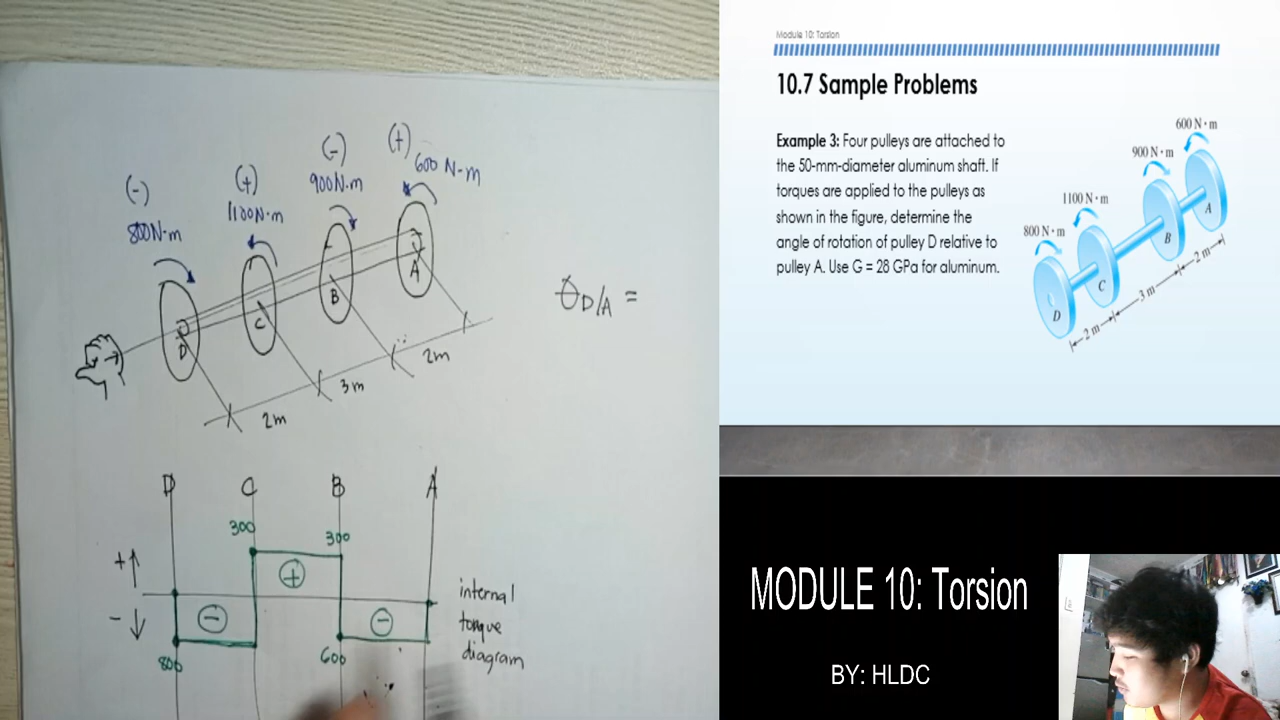 (-)
800N·m
(+)
1100N·m
(-)
900N·m
(+)
600 N-m
D
C
B
A
2m
3m
2m
θD/A =
D C B A
300
300
+↑
-↓
+
-
-
800
600
internal
torque
diagram
Module 10: Torsion
10.7 Sample Problems
Example 3: Four pulleys are attached to
the 50-mm-diameter aluminum shaft. If
torques are applied to the pulleys as
shown in the figure, determine the
angle of rotation of pulley D relative to
pulley A. Use G = 28 GPa for aluminum.
600 N·m
900 N·m
1100 N·m
800 N·m
A
B
C
D
2 m
3 m
2 m
MODULE 10: Torsion
BY: HLDC